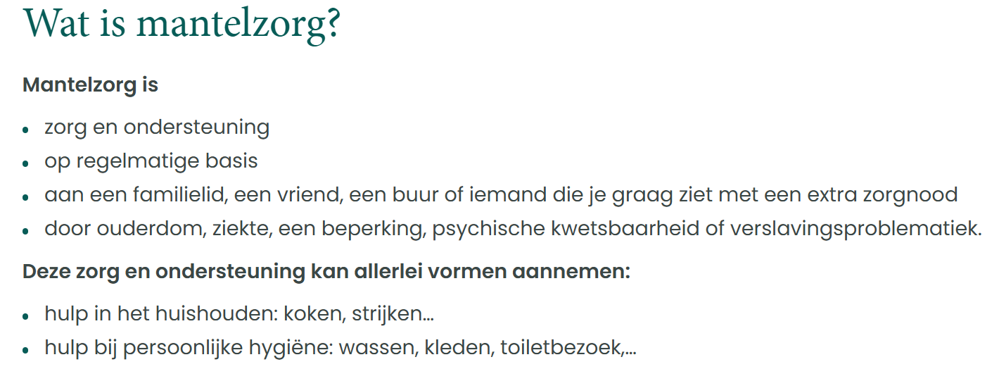 Wat is mantelzorg?
Mantelzorg is
• zorg en ondersteuning
• op regelmatige basis
• aan een familielid, een vriend, een buur of iemand die je graag ziet met een extra zorgnood
• door ouderdom, ziekte, een beperking, psychische kwetsbaarheid of verslavingsproblematiek.
Deze zorg en ondersteuning kan allerlei vormen aannemen:
• hulp in het huishouden: koken, strijken…
• hulp bij persoonlijke hygiëne: wassen, kleden, toiletbezoek,…